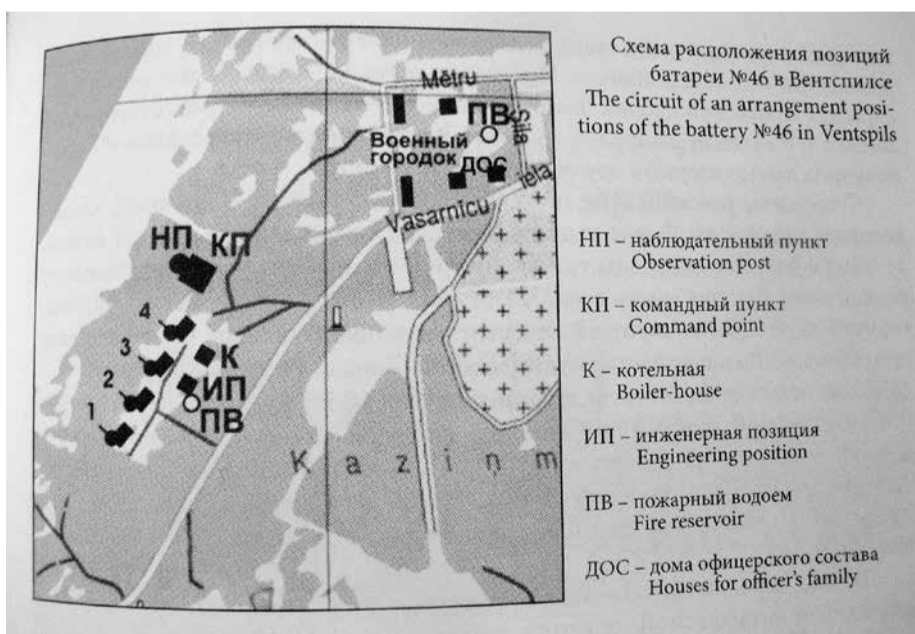 Схема расположения позиций
батареи №46 в Вентспилсе
The circuit of an arrangement posi-
tions of the battery №46 in Ventspils
НП – наблюдательный пункт
Observation post
КП – командный пункт
Command point
К – котельная
Boiler-house
ИП – инженерная позиция
Engineering position
ПВ – пожарный водоем
Fire reservoir
ДОС – дома офицерского состава
Houses for officer's family
Mētru
ПВ
Sila
Военный
городок
ДОС
iela
Vasarnīcu
НП
КП
4
3
К
2
ИП
1
ПВ
Kaziņm